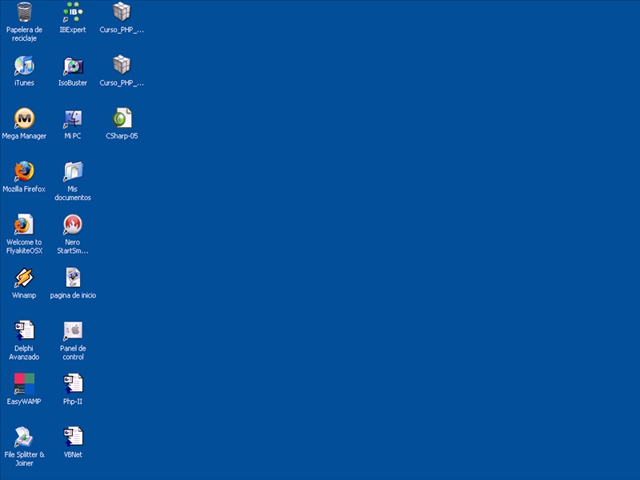 Papelera de
reciclaje
IBExpert
Curso_PHP_...
iTunes
IsoBuster
Curso_PHP_...
Mega Manager
Mi PC
CSharp-05
Mozilla Firefox
Mis
documentos
Welcome to
FlyakiteOSX
Nero
StartSm...
Winamp
pagina de inicio
Delphi
Avanzado
Panel de
control
EasyWAMP
Php-II
File Splitter &
Joiner
VBNet